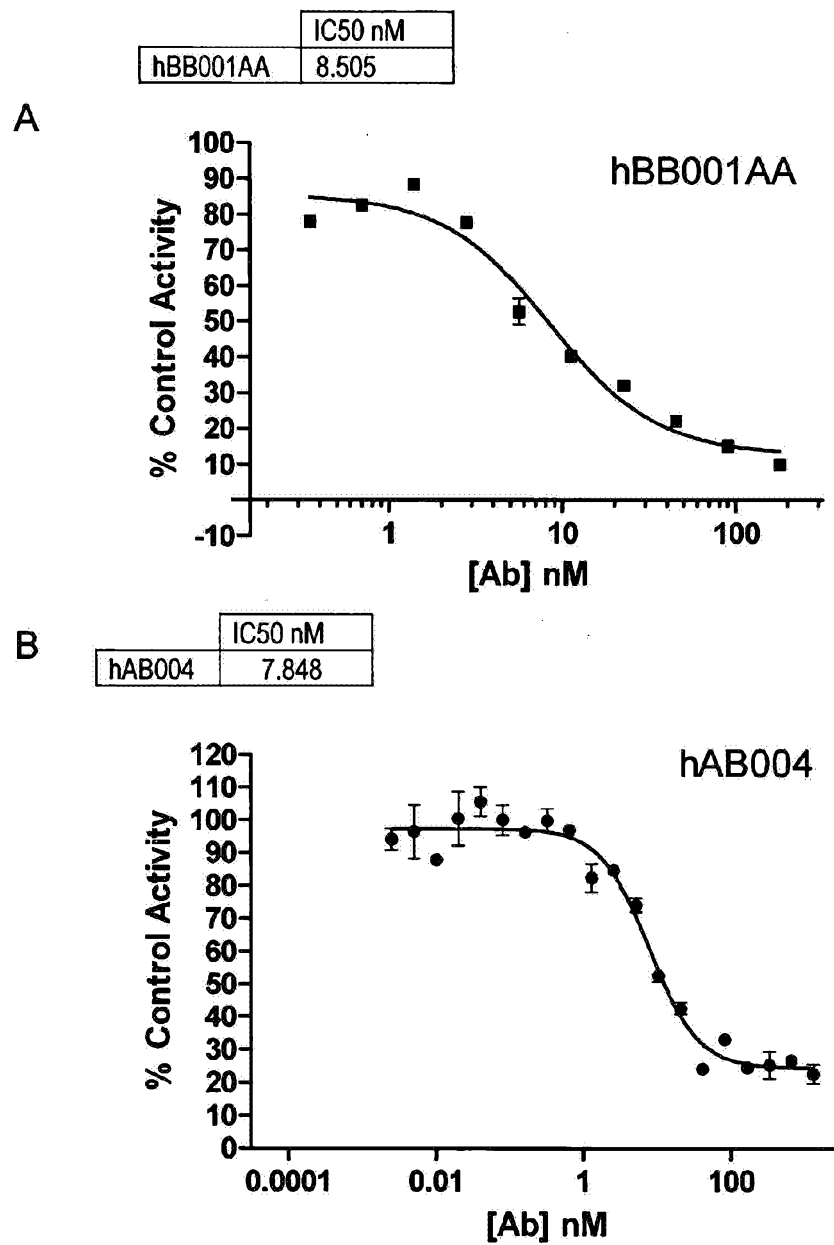 IC50 nM
hBB001AA 8.505
A
hBB001AA
100
90
80
70
60
50
40
30
20
10
-10
% Control Activity
1 10 100
[Ab] nM
IC50 nM
B
hAB004 7.848
hAB004
120
110
100
90
80
70
60
50
40
30
20
10
0
% Control Activity
0.0001 0.01 1 100
[Ab] nM